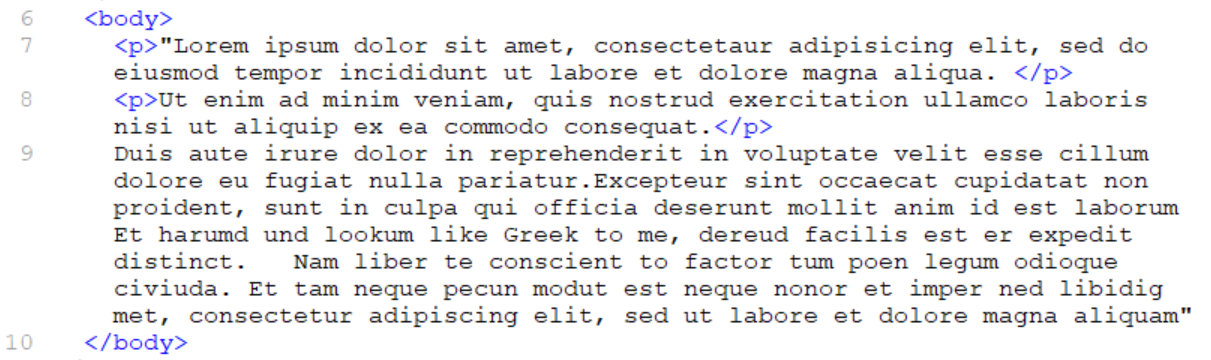 6 <body>
7 <p>"Lorem ipsum dolor sit amet, consectetaur adipisicing elit, sed do
eiusmod tempor incididunt ut labore et dolore magna aliqua. </p>
8 <p>Ut enim ad minim veniam, quis nostrud exercitation ullamco laboris
nisi ut aliquip ex ea commodo consequat.</p>
9 Duis aute irure dolor in reprehenderit in voluptate velit esse cillum
dolore eu fugiat nulla pariatur.Excepteur sint occaecat cupidatat non
proident, sunt in culpa qui officia deserunt mollit anim id est laborum
Et harumd und lookum like Greek to me, dereud facilis est er expedit
distinct.   Nam liber te conscient to factor tum poen legum odioque
civiuda. Et tam neque pecun modut est neque nonor et imper ned libidig
met, consectetur adipiscing elit, sed ut labore et dolore magna aliquam"
10 </body>